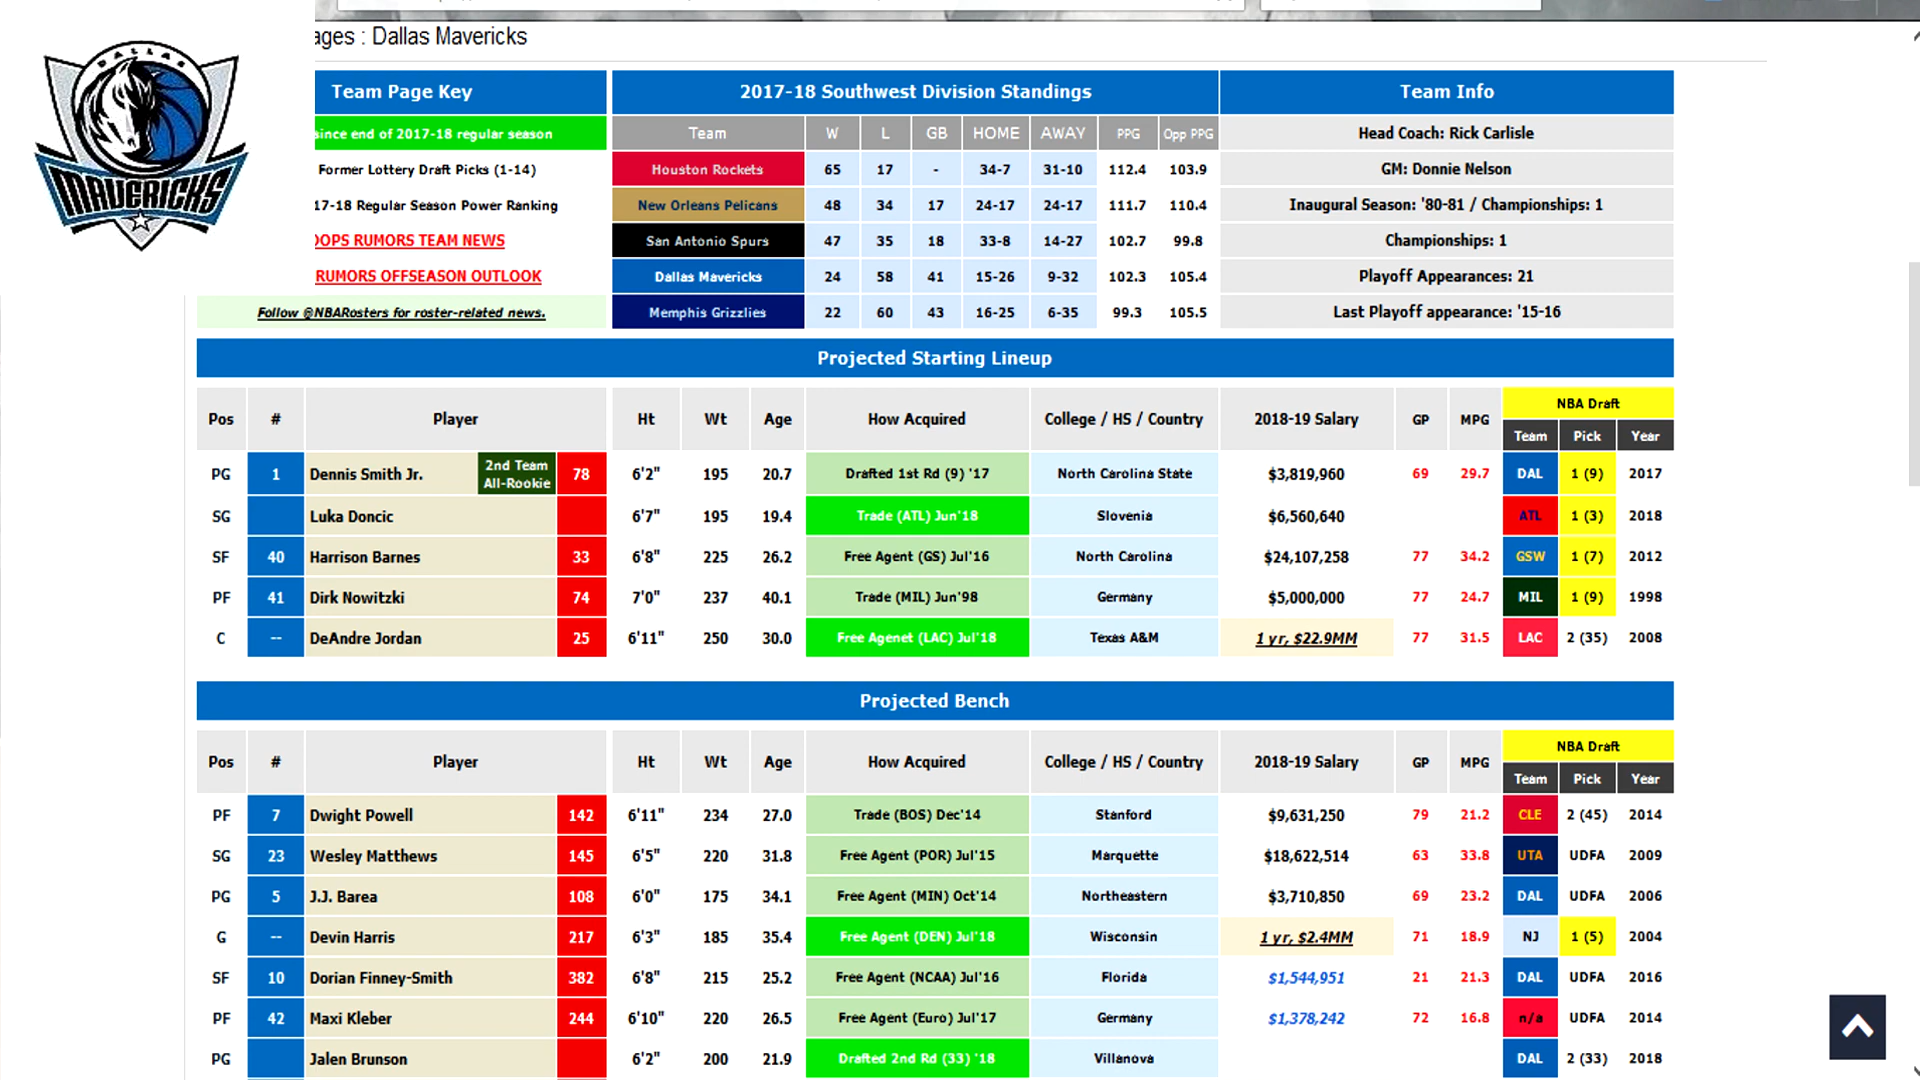 DALLAS
MAVERICKS
ages : Dallas Mavericks
Team Page Key
2017-18 Southwest Division Standings
Team Info
since end of 2017-18 regular season
Team W L GB HOME AWAY PPG Opp PPG
Head Coach: Rick Carlisle
Former Lottery Draft Picks (1-14)
Houston Rockets 65 17 - 34-7 31-10 112.4 103.9
GM: Donnie Nelson
17-18 Regular Season Power Ranking
New Orleans Pelicans 48 34 17 24-17 24-17 111.7 110.4
Inaugural Season: '80-81 / Championships: 1
OOPS RUMORS TEAM NEWS
San Antonio Spurs 47 35 18 33-8 14-27 102.7 99.8
Championships: 1
RUMORS OFFSEASON OUTLOOK
Dallas Mavericks 24 58 41 15-26 9-32 102.3 105.4
Playoff Appearances: 21
Follow @NBARosters for roster-related news.
Memphis Grizzlies 22 60 43 16-25 6-35 99.3 105.5
Last Playoff appearance: '15-16
Projected Starting Lineup
Pos # Player Ht Wt Age How Acquired College / HS / Country 2018-19 Salary GP MPG NBA Draft
Team Pick Year
PG 1 Dennis Smith Jr. 2nd Team All-Rookie 78 6'2" 195 20.7 Drafted 1st Rd (9) '17 North Carolina State $3,819,960 69 29.7 DAL 1 (9) 2017
SG Luka Doncic 6'7" 195 19.4 Trade (ATL) Jun'18 Slovenia $6,560,640 ATL 1 (3) 2018
SF 40 Harrison Barnes 33 6'8" 225 26.2 Free Agent (GS) Jul'16 North Carolina $24,107,258 77 34.2 GSW 1 (7) 2012
PF 41 Dirk Nowitzki 74 7'0" 237 40.1 Trade (MIL) Jun'98 Germany $5,000,000 77 24.7 MIL 1 (9) 1998
C -- DeAndre Jordan 25 6'11" 250 30.0 Free Agenet (LAC) Jul'18 Texas A&M 1 yr, $22.9MM 77 31.5 LAC 2 (35) 2008
Projected Bench
Pos # Player Ht Wt Age How Acquired College / HS / Country 2018-19 Salary GP MPG NBA Draft
Team Pick Year
PF 7 Dwight Powell 142 6'11" 234 27.0 Trade (BOS) Dec'14 Stanford $9,631,250 79 21.2 CLE 2 (45) 2014
SG 23 Wesley Matthews 145 6'5" 220 31.8 Free Agent (POR) Jul'15 Marquette $18,622,514 63 33.8 UTA UDFA 2009
PG 5 J.J. Barea 108 6'0" 175 34.1 Free Agent (MIN) Oct'14 Northeastern $3,710,850 69 23.2 DAL UDFA 2006
G -- Devin Harris 217 6'3" 185 35.4 Free Agent (DEN) Jul'18 Wisconsin 1 yr, $2.4MM 71 18.9 NJ 1 (5) 2004
SF 10 Dorian Finney-Smith 382 6'8" 215 25.2 Free Agent (NCAA) Jul'16 Florida $1,544,951 21 21.3 DAL UDFA 2016
PF 42 Maxi Kleber 244 6'10" 220 26.5 Free Agent (Euro) Jul'17 Germany $1,378,242 72 16.8 n/a UDFA 2014
PG Jalen Brunson 6'2" 200 21.9 Drafted 2nd Rd (33) '18 Villanova DAL 2 (33) 2018